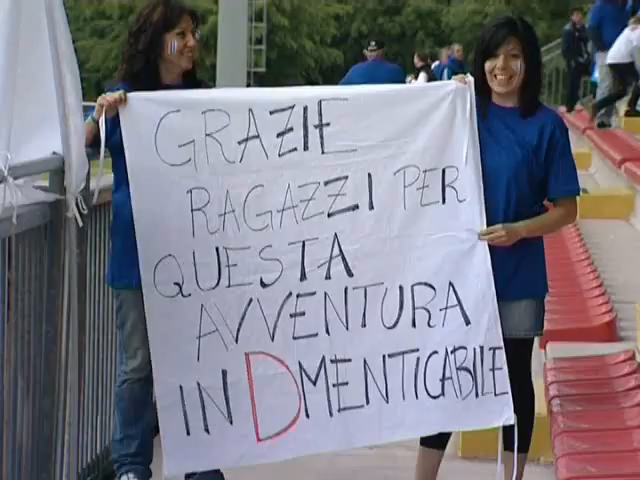 GRAZIE
RAGAZZI PER
QUESTA
AVVENTURA
INDMENTICABILE